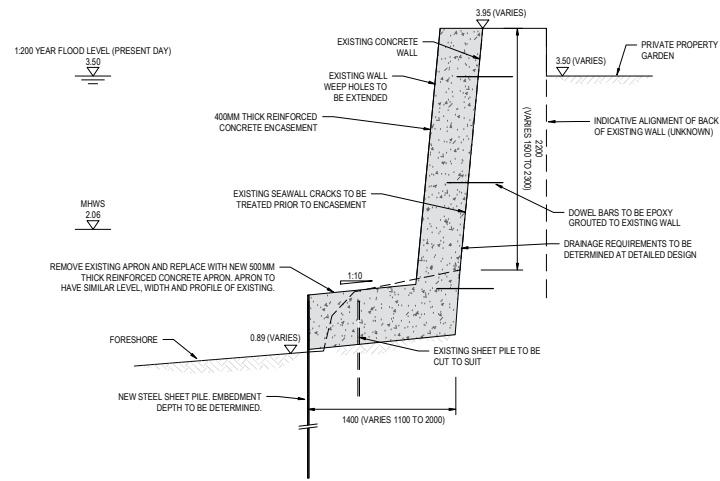 1:200 YEAR FLOOD LEVEL (PRESENT DAY)
3.50
MHWS
2.06
3.95 (VARIES)
EXISTING CONCRETE
WALL
EXISTING WALL
WEEP HOLES TO
BE EXTENDED
400MM THICK REINFORCED
CONCRETE ENCASEMENT
EXISTING SEAWALL CRACKS TO BE
TREATED PRIOR TO ENCASEMENT
REMOVE EXISTING APRON AND REPLACE WITH NEW 500MM
THICK REINFORCED CONCRETE APRON. APRON TO
HAVE SIMILAR LEVEL, WIDTH AND PROFILE OF EXISTING.
1:10
FORESHORE
0.89 (VARIES)
NEW STEEL SHEET PILE. EMBEDMENT
DEPTH TO BE DETERMINED.
1400 (VARIES 1100 TO 2000)
EXISTING SHEET PILE TO BE
CUT TO SUIT
2200
(VARIES 1500 TO 2300)
3.50 (VARIES)
PRIVATE PROPERTY
GARDEN
INDICATIVE ALIGNMENT OF BACK
OF EXISTING WALL (UNKNOWN)
DOWEL BARS TO BE EPOXY
GROUTED TO EXISTING WALL
DRAINAGE REQUIREMENTS TO BE
DETERMINED AT DETAILED DESIGN